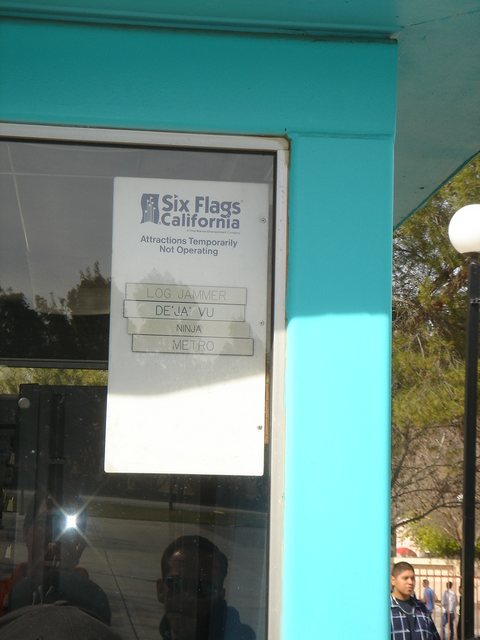 Six Flags
California
Attractions Temporarily
Not Operating
LOG JAMMER
DE'JA' VU
NINJA
METRO